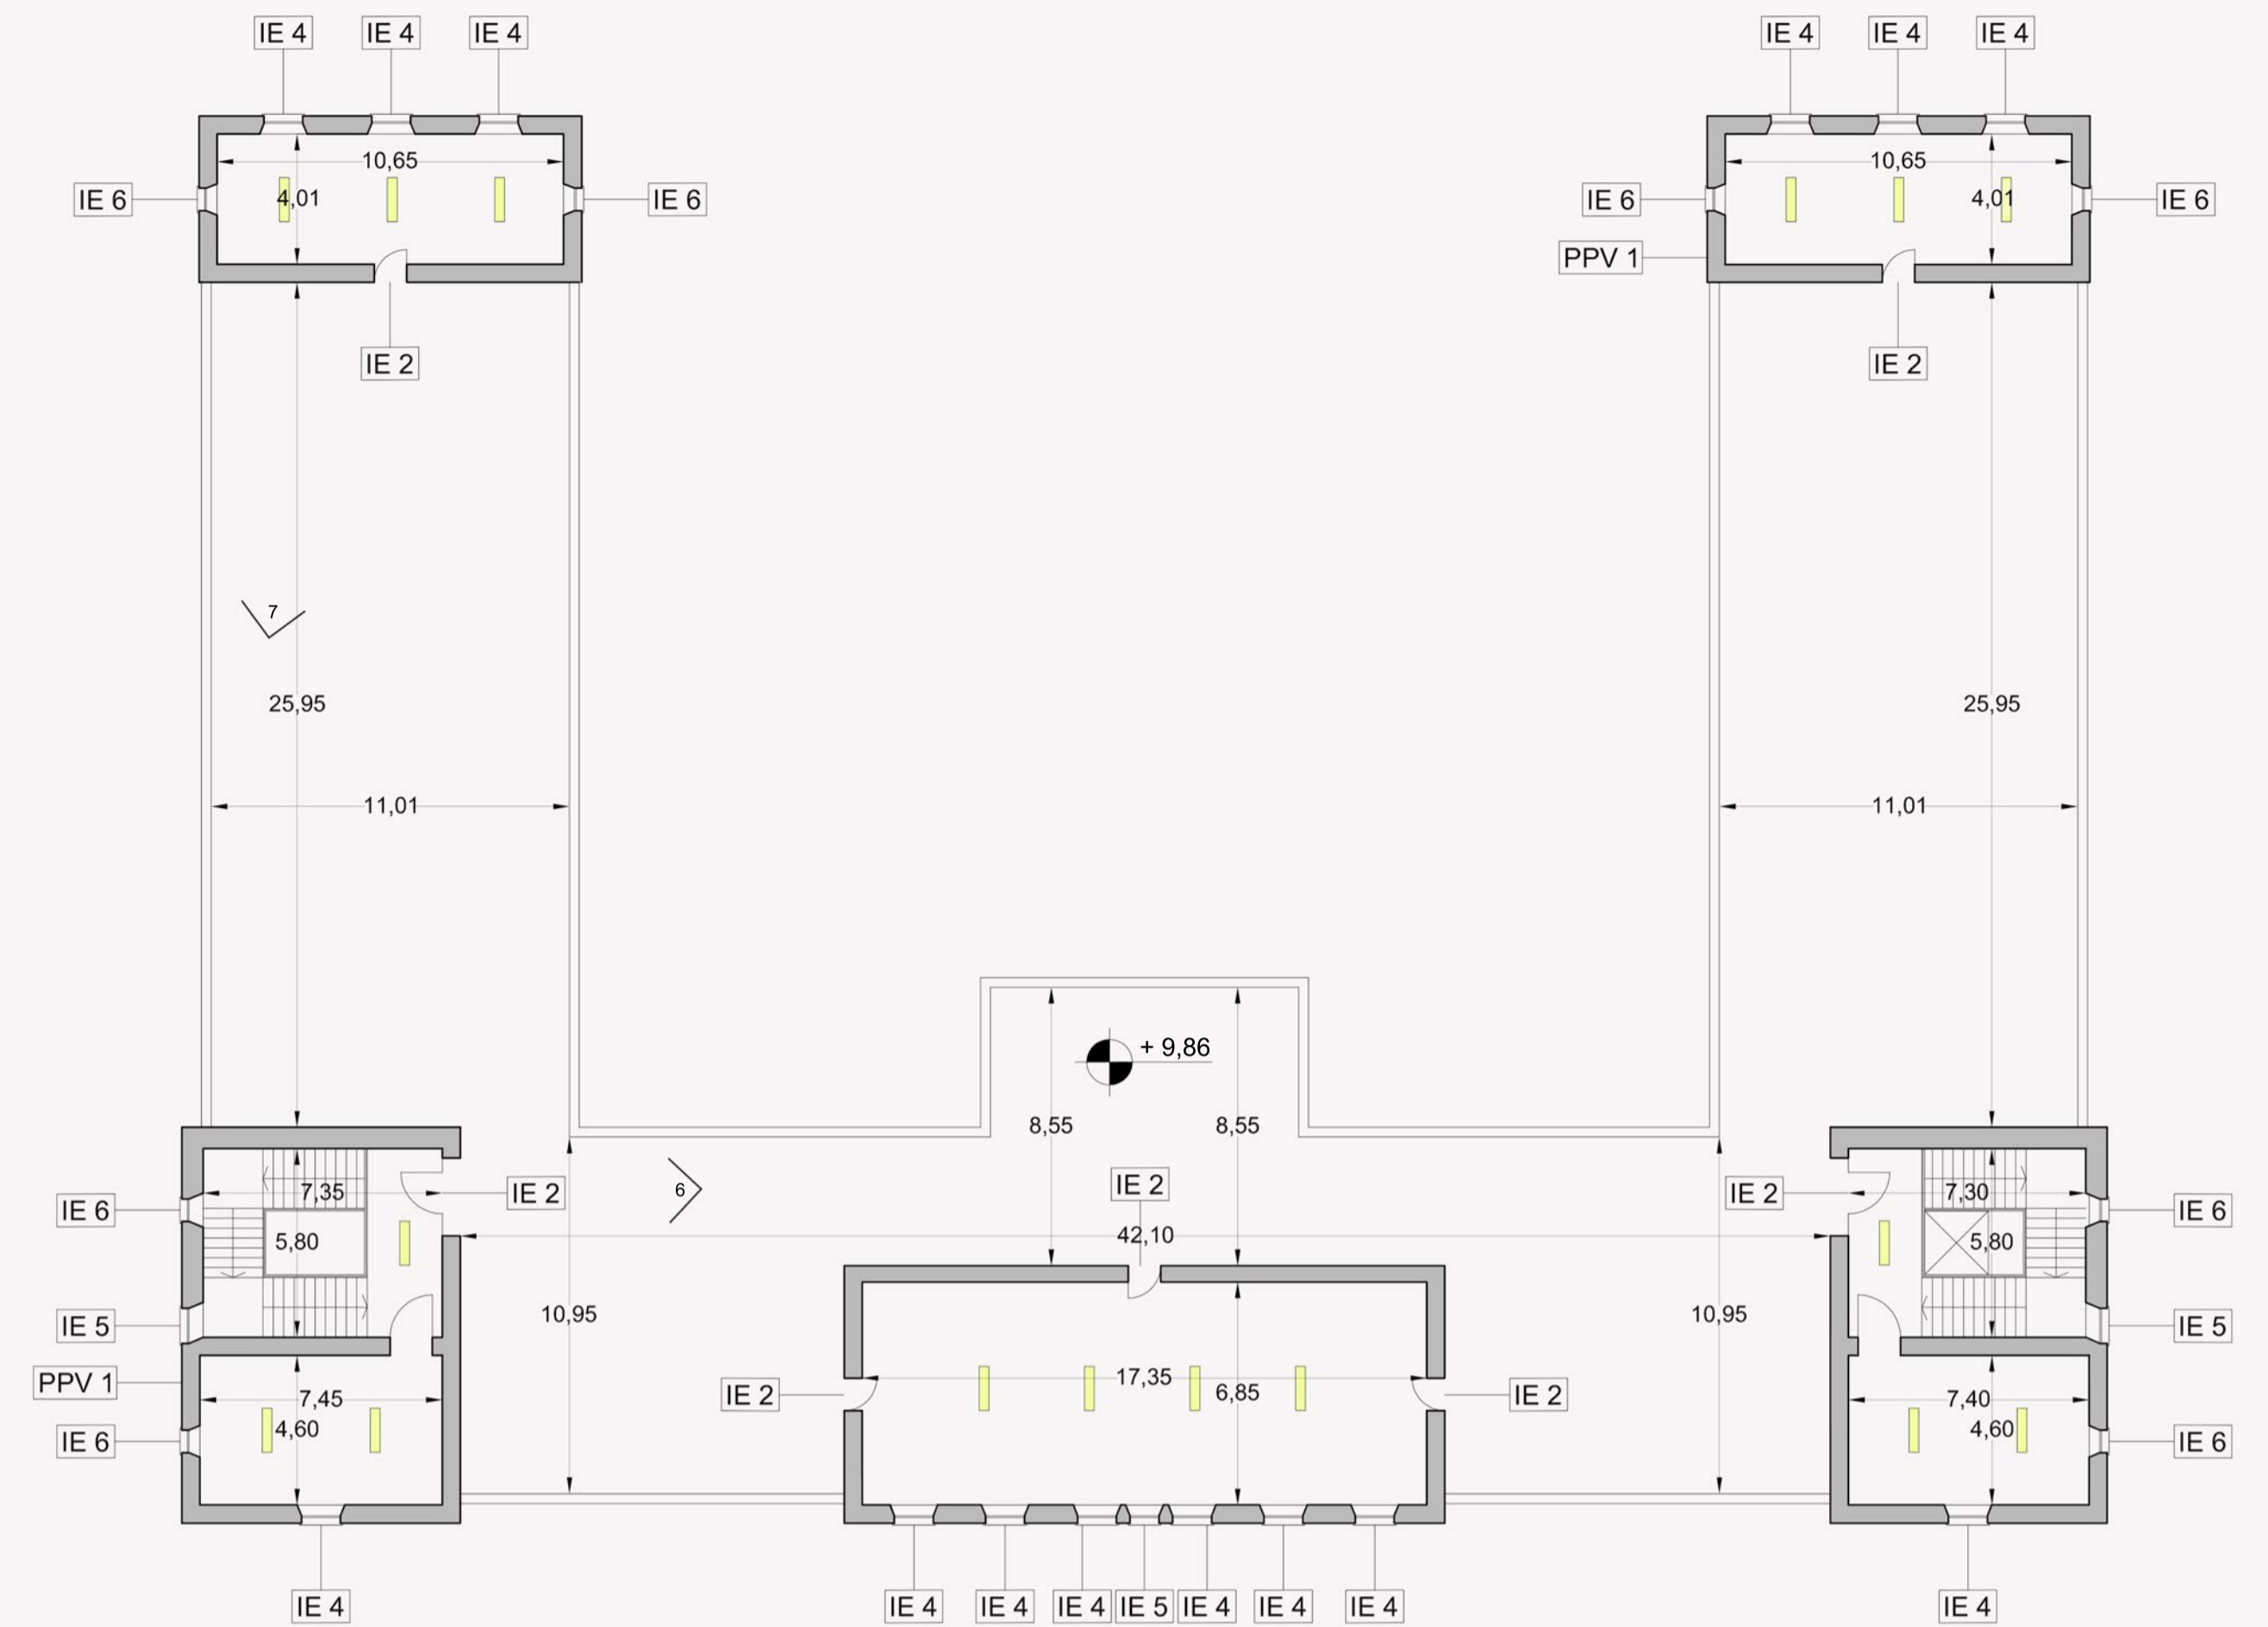 IE 4 IE 4 IE 4 IE 4 IE 4 IE 4
10,65 10,65
IE 6 4,01 IE 6 IE 6 4,01 IE 6
PPV 1
IE 2 IE 2
7
25,95 25,95
11,01 11,01
+ 9,86
8,55 8,55
IE 2
7,35 IE 2 6 IE 2 7,30
IE 6 IE 6
42,10
5,80 5,80
10,95 10,95
IE 5 IE 5
17,35
PPV 1
IE 2 6,85 IE 2
7,45 7,40
4,60 4,60
IE 6 IE 6
IE 4 IE 4 IE 4 IE 4 IE 5 IE 4 IE 4 IE 4 IE 4